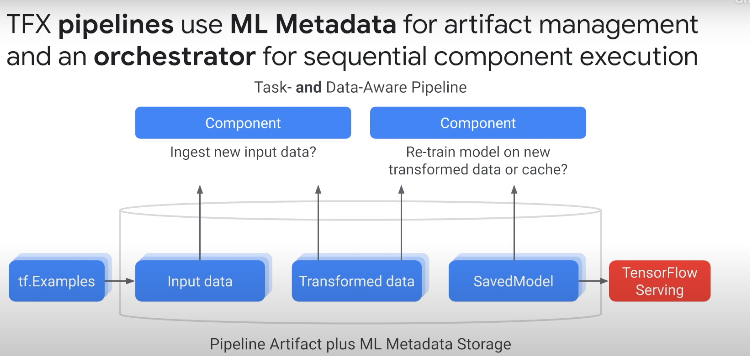 TFX pipelines use ML Metadata for artifact management
and an orchestrator for sequential component execution
Task- and Data-Aware Pipeline
Component
Component
Ingest new input data?
Re-train model on new
transformed data or cache?
tf.Examples
Input data
Transformed data
SavedModel
TensorFlow
Serving
Pipeline Artifact plus ML Metadata Storage